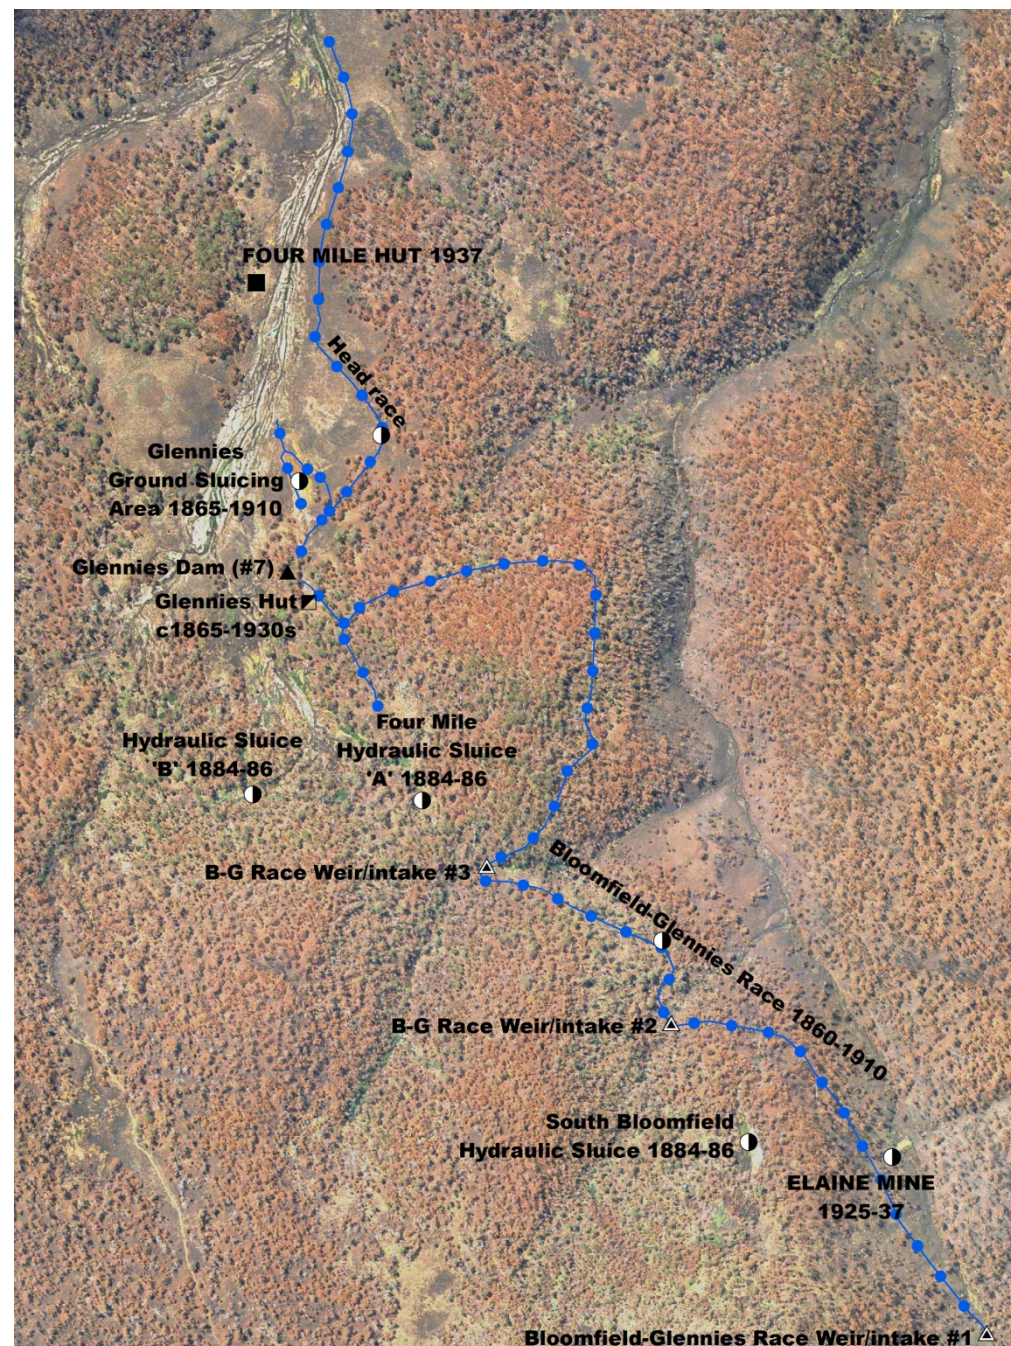 FOUR MILE HUT 1937
Head race
Glennies
Ground Sluicing
Area 1865-1910
Glennies Dam (#7)
Glennies Hut
c1865-1930s
Four Mile
Hydraulic Sluice
'A' 1884-86
Hydraulic Sluice
'B' 1884-86
B-G Race Weir/intake #3
Bloomfield-Glennies Race 1860-1910
B-G Race Weir/intake #2
South Bloomfield
Hydraulic Sluice 1884-86
ELAINE MINE
1925-37
Bloomfield-Glennies Race Weir/intake #1